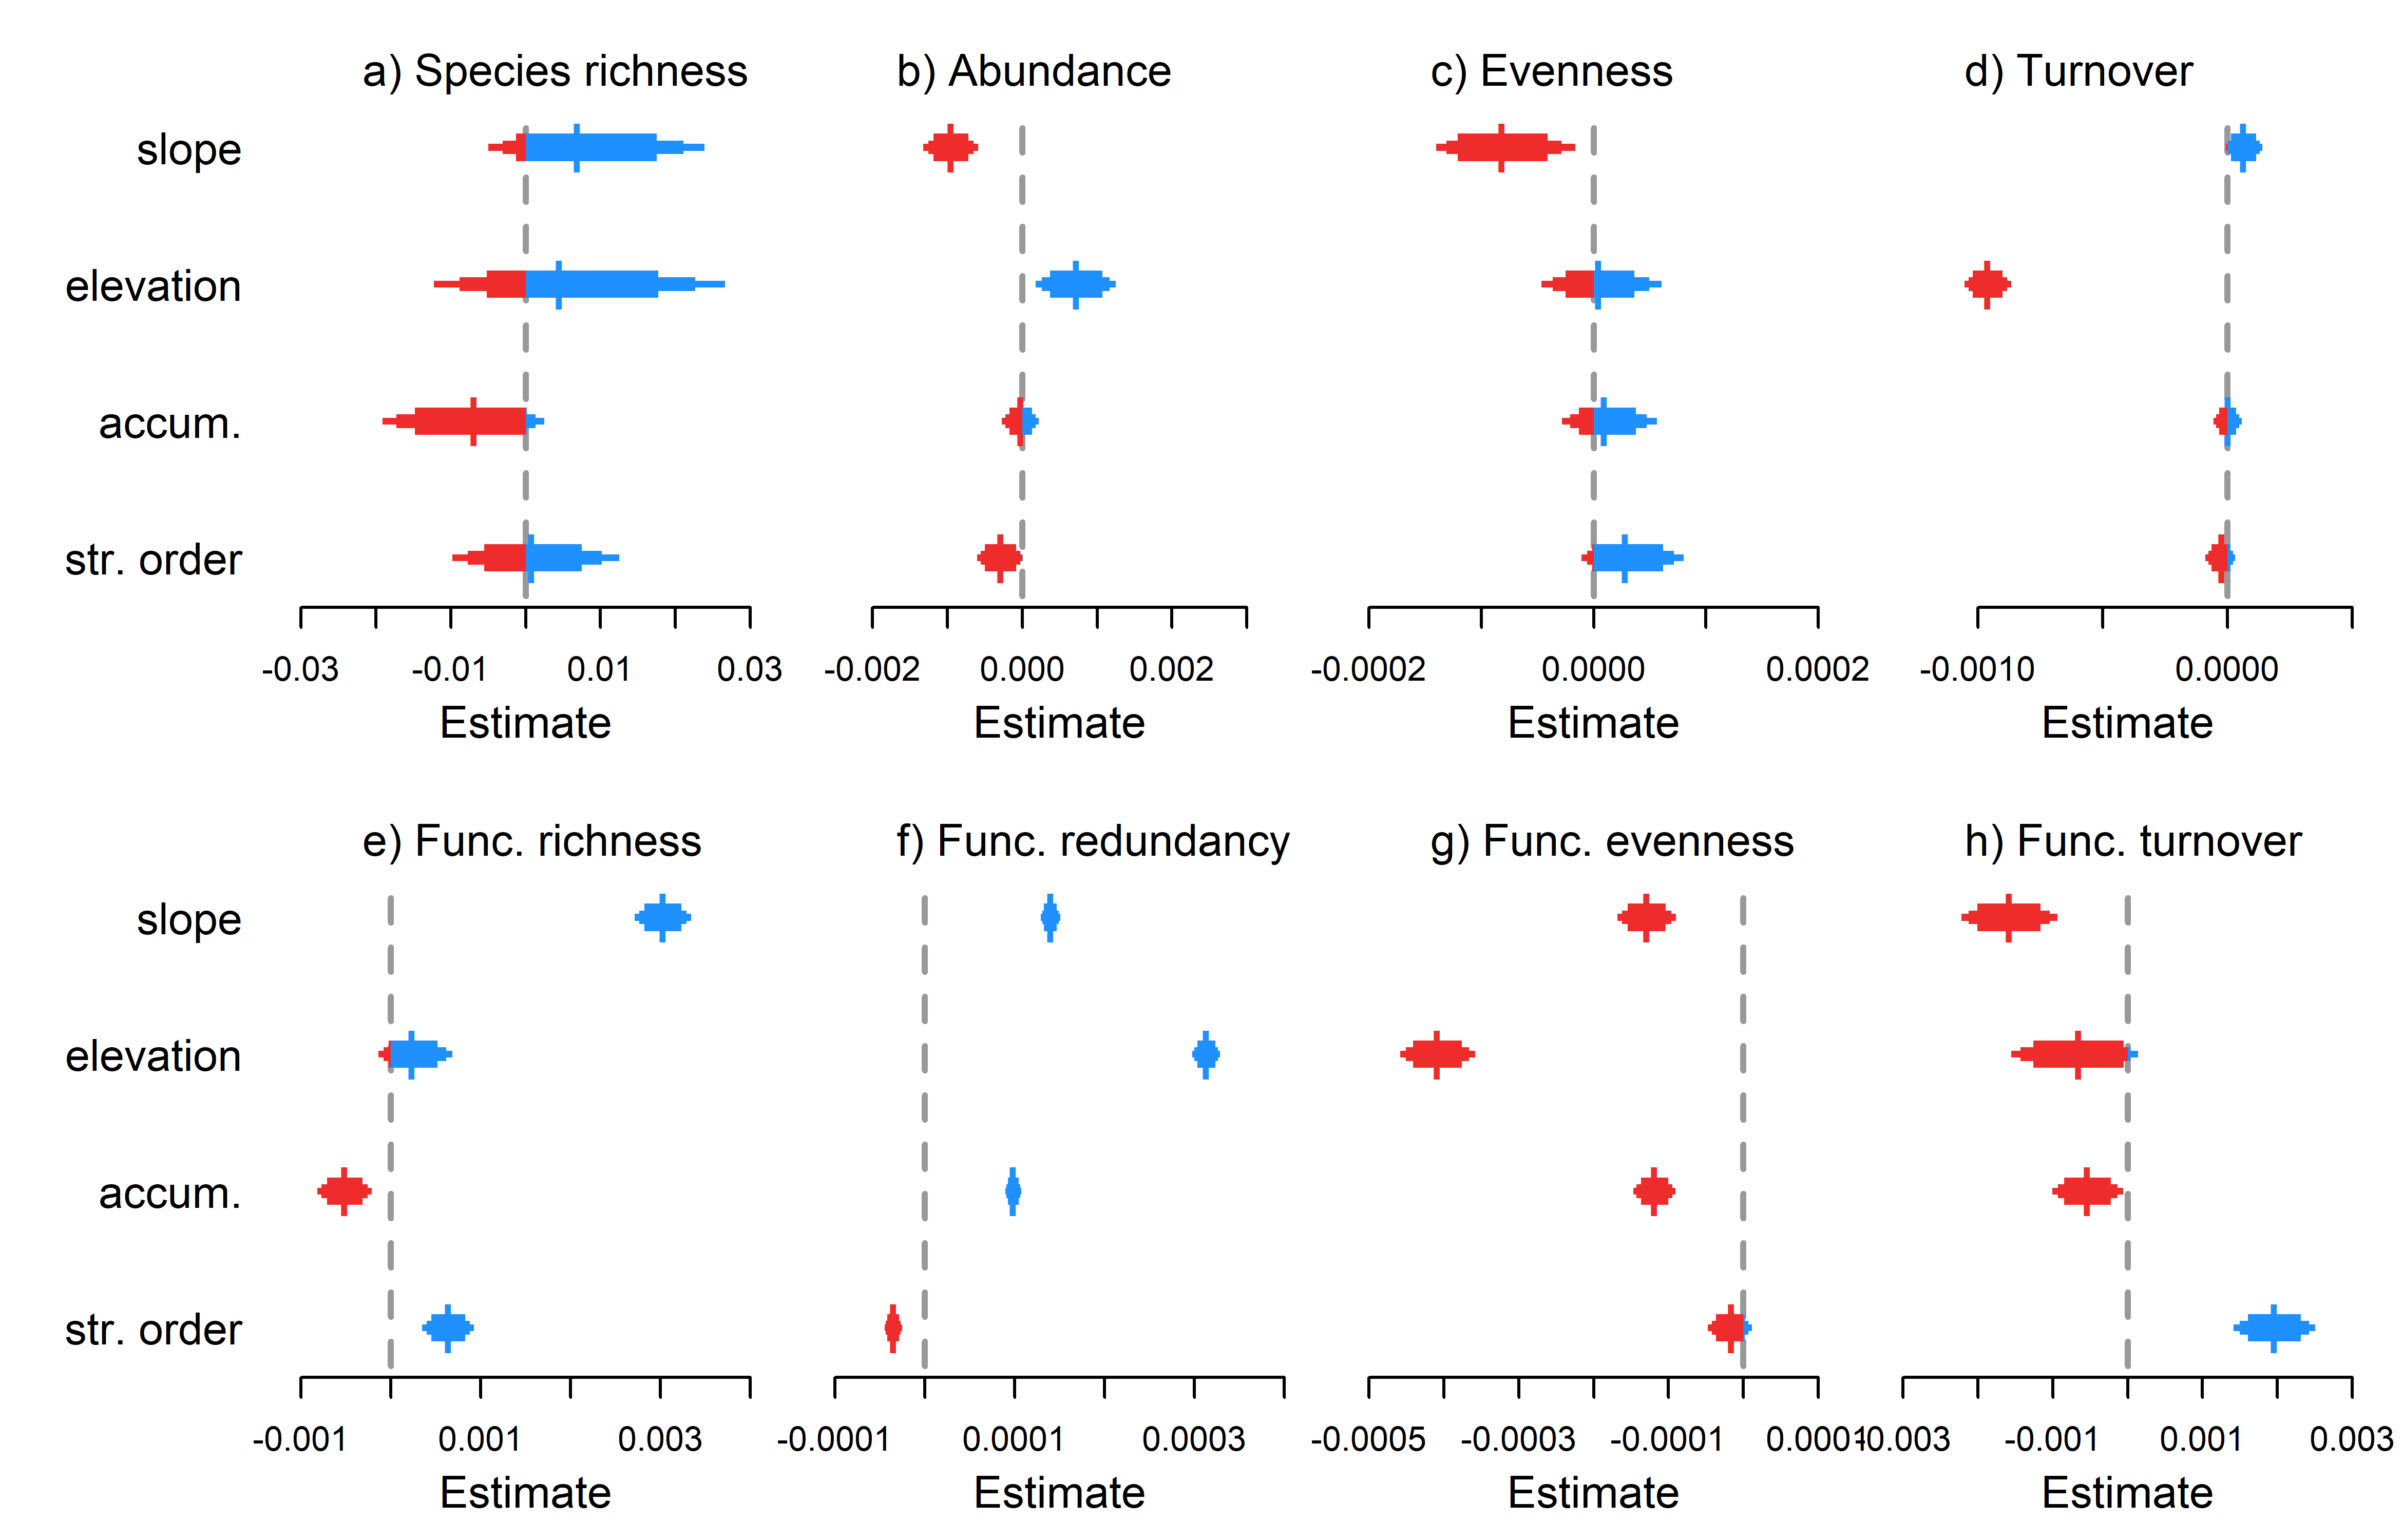 a) Species richness b) Abundance c) Evenness d) Turnover
slope
elevation
accum.
str. order
-0.03 -0.01 0.01 0.03 -0.002 0.000 0.002 -0.0002 0.0000 0.0002 -0.0010 0.0000
Estimate Estimate Estimate Estimate
e) Func. richness f) Func. redundancy g) Func. evenness h) Func. turnover
slope
elevation
accum.
str. order
-0.001 0.001 0.003 -0.0001 0.0001 0.0003 -0.0005 -0.0003 -0.0001 0.0001 -0.003 -0.001 0.001 0.003
Estimate Estimate Estimate Estimate